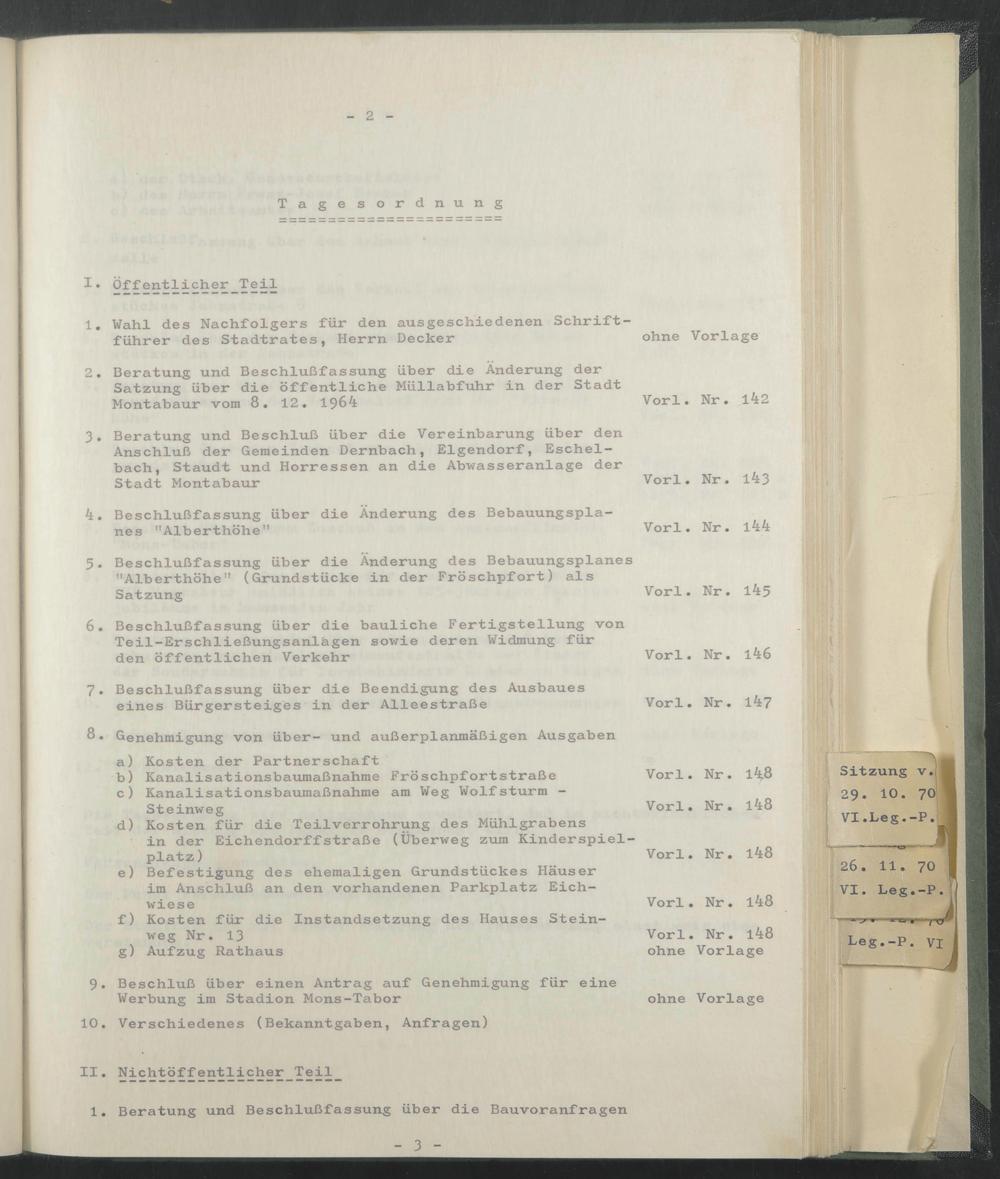 - 2 -
Tagesordnung
=======================
I. Öffentlicher Teil
1. Wahl des Nachfolgers für den ausgeschiedenen Schrift-
führer des Stadtrates, Herrn Decker ohne Vorlage
2. Beratung und Beschlußfassung über die Änderung der
Satzung über die öffentliche Müllabfuhr in der Stadt
Montabaur vom 8. 12. 1964 Vorl. Nr. 142
3. Beratung und Beschluß über die Vereinbarung über den
Anschluß der Gemeinden Dernbach, Elgendorf, Eschel-
bach, Staudt und Horressen an die Abwasseranlage der
Stadt Montabaur Vorl. Nr. 143
4. Beschlußfassung über die Änderung des Bebauungspla-
nes "Alberthöhe" Vorl. Nr. 144
5. Beschlußfassung über die Änderung des Bebauungsplanes
"Alberthöhe" (Grundstücke in der Fröschpfort) als
Satzung Vorl. Nr. 145
6. Beschlußfassung über die bauliche Fertigstellung von
Teil-Erschließungsanlagen sowie deren Widmung für
den öffentlichen Verkehr Vorl. Nr. 146
7. Beschlußfassung über die Beendigung des Ausbaues
eines Bürgersteiges in der Alleestraße Vorl. Nr. 147
8. Genehmigung von über- und außerplanmäßigen Ausgaben
a) Kosten der Partnerschaft
b) Kanalisationsbaumaßnahme Fröschpfortstraße Vorl. Nr. 148
c) Kanalisationsbaumaßnahme am Weg Wolfsturm -
Steinweg Vorl. Nr. 148
d) Kosten für die Teilverrohrung des Mühlgrabens
in der Eichendorffstraße (Überweg zum Kinderspiel-
platz) Vorl. Nr. 148
e) Befestigung des ehemaligen Grundstückes Häuser
im Anschluß an den vorhandenen Parkplatz Eich-
wiese Vorl. Nr. 148
f) Kosten für die Instandsetzung des Hauses Stein-
weg Nr. 13 Vorl. Nr. 148
g) Aufzug Rathaus ohne Vorlage
9. Beschluß über einen Antrag auf Genehmigung für eine
Werbung im Stadion Mons-Tabor ohne Vorlage
10. Verschiedenes (Bekanntgaben, Anfragen)
II. Nichtöffentlicher Teil
1. Beratung und Beschlußfassung über die Bauvoranfragen
- 3 -
Sitzung v.
29. 10. 70
VI.Leg.-P.
26. 11. 70
VI. Leg.-P.
Leg.-P. VI